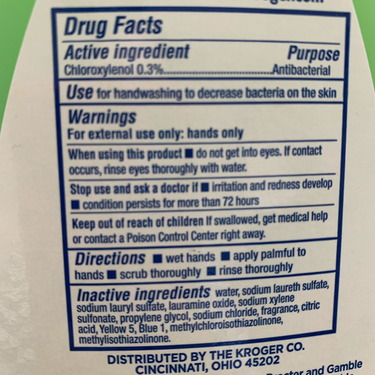 Drug Facts
Active ingredient Purpose
Chloroxylenol 0.3%....................................Antibacterial
Use for handwashing to decrease bacteria on the skin
Warnings
For external use only: hands only
When using this product ■ do not get into eyes. If contact
occurs, rinse eyes thoroughly with water.
Stop use and ask a doctor if ■ irritation and redness develop
■ condition persists for more than 72 hours
Keep out of reach of children If swallowed, get medical help
or contact a Poison Control Center right away.
Directions ■ wet hands ■ apply palmful to
hands ■ scrub thoroughly ■ rinse thoroughly
Inactive ingredients water, sodium laureth sulfate,
sodium lauryl sulfate, lauramine oxide, sodium xylene
sulfonate, propylene glycol, sodium chloride, fragrance, citric
acid, Yellow 5, Blue 1, methylchloroisothiazolinone,
methylisothiazolinone.
DISTRIBUTED BY THE KROGER CO.
CINCINNATI, OHIO 45202
Procter and Gamble